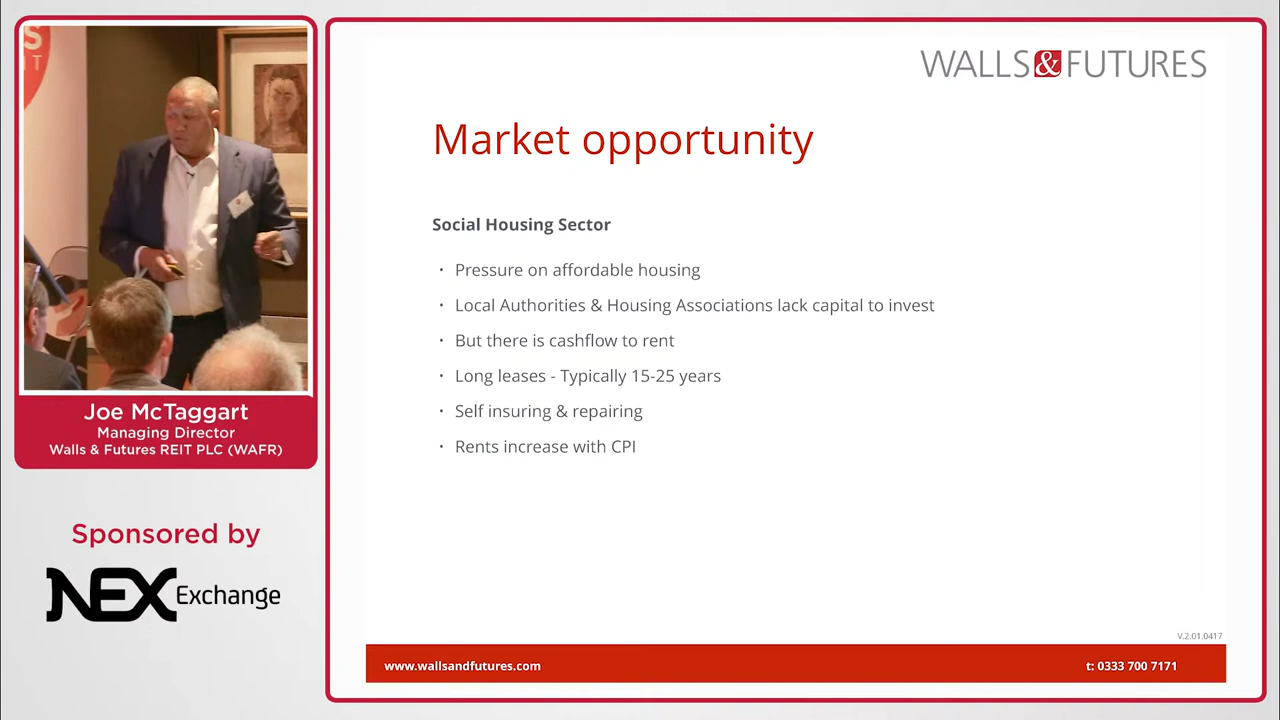 WALLS&FUTURES
Market opportunity
Social Housing Sector
· Pressure on affordable housing
· Local Authorities & Housing Associations lack capital to invest
· But there is cashflow to rent
· Long leases - Typically 15-25 years
· Self insuring & repairing
· Rents increase with CPI
V.2.01.0417
www.wallsandfutures.com
t: 0333 700 7171
Joe McTaggart
Managing Director
Walls & Futures REIT PLC (WAFR)
Sponsored by
NEX Exchange